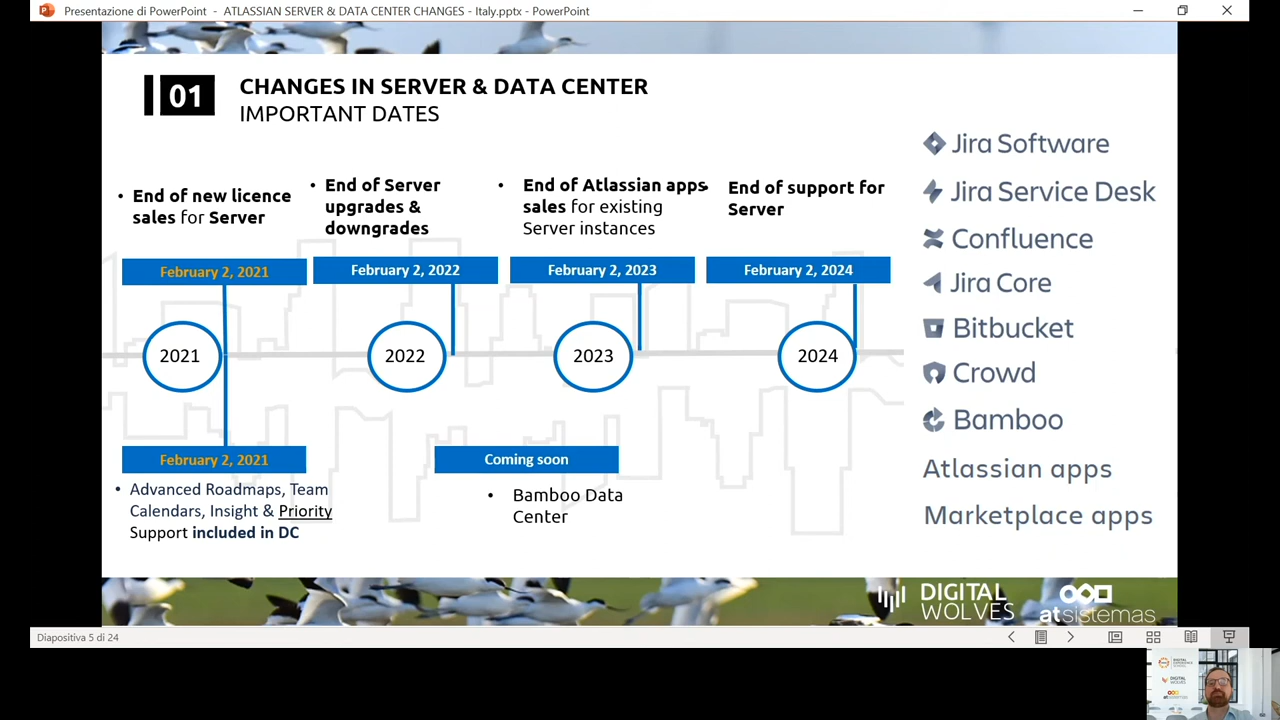 Presentazione di PowerPoint - ATLASSIAN SERVER & DATA CENTER CHANGES - Italy.pptx - PowerPoint
01
CHANGES IN SERVER & DATA CENTER
IMPORTANT DATES
• End of new licence
sales for Server
• End of Server
upgrades &
downgrades
• End of Atlassian apps
sales for existing
Server instances
• End of support for
Server
February 2, 2021
February 2, 2022
February 2, 2023
February 2, 2024
2021
2022
2023
2024
February 2, 2021
• Advanced Roadmaps, Team
Calendars, Insight & Priority
Support included in DC
Coming soon
• Bamboo Data
Center
Jira Software
Jira Service Desk
Confluence
Jira Core
Bitbucket
Crowd
Bamboo
Atlassian apps
Marketplace apps
DIGITAL
WOLVES
atsistemas
Diapositiva 5 di 24
DIGITAL
WOLVES
atsistemas